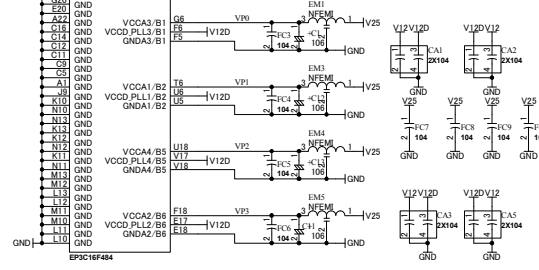 G20 GND
E20 GND
A22 GND
C16 GND
C14 GND
C12 GND
C11 GND
C9 GND
C5 GND
A1 GND
J9 GND
K10 GND
N10 GND
N13 GND
K13 GND
K12 GND
N12 GND
K11 GND
N11 GND
M13 GND
M12 GND
L13 GND
L12 GND
M11 GND
M10 GND
L11 GND
GND L10 GND
EP3C16F484
VCCA3/B1 G6 VP0
VCCD_PLL3/B1 F6 V12D
GNDA3/B1 F5
EM1
NFEMI
V25
FC3
104
106
GND
VCCA1/B2 T6 VP1
VCCD_PLL1/B2 U6 V12D
GNDA1/B2 U5
EM3
NFEMI
V25
FC4
104
106
GND
VCCA4/B5 U18 VP2
VCCD_PLL4/B5 V17 V12D
GNDA4/B5 V18
EM4
NFEMI
V25
FC5
104
106
GND
VCCA2/B6 F18 VP3
VCCD_PLL2/B6 E17 V12D
GNDA2/B6 E18
EM5
NFEMI
V25
FC6
104
106
GND
V12 V12D
CA1
2X104
GND
V12D V12
CA2
2X104
GND
V25 V25 V25 V25
FC7 FC8 FC9
104 104 104
GND GND GND GND
V12 V12D
CA3
2X104
GND
V12D V12
CA5
2X104
GND